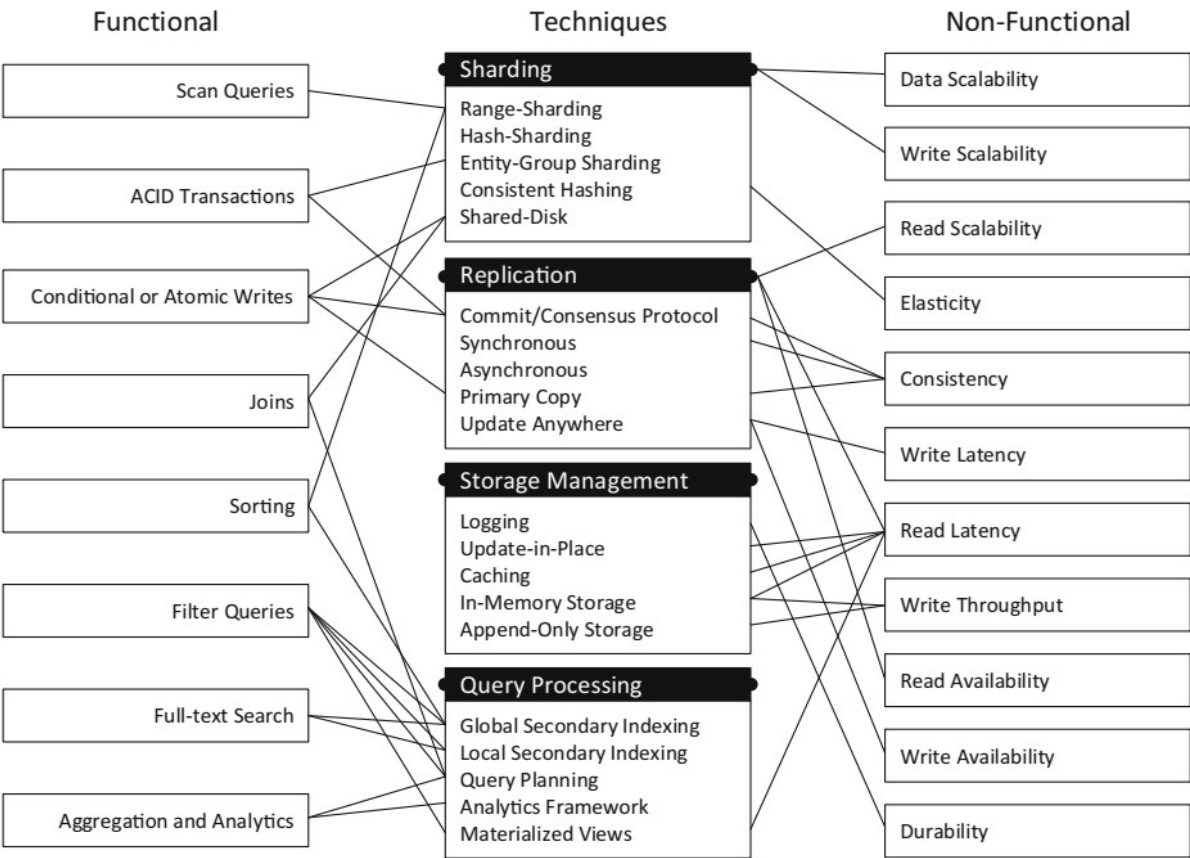 Functional
Techniques
Non-Functional
Scan Queries
ACID Transactions
Conditional or Atomic Writes
Joins
Sorting
Filter Queries
Full-text Search
Aggregation and Analytics
Sharding
Range-Sharding
Hash-Sharding
Entity-Group Sharding
Consistent Hashing
Shared-Disk
Replication
Commit/Consensus Protocol
Synchronous
Asynchronous
Primary Copy
Update Anywhere
Storage Management
Logging
Update-in-Place
Caching
In-Memory Storage
Append-Only Storage
Query Processing
Global Secondary Indexing
Local Secondary Indexing
Query Planning
Analytics Framework
Materialized Views
Data Scalability
Write Scalability
Read Scalability
Elasticity
Consistency
Write Latency
Read Latency
Write Throughput
Read Availability
Write Availability
Durability